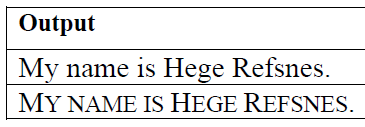 Output
My name is Hege Refsnes.
MY NAME IS HEGE REFSNES.